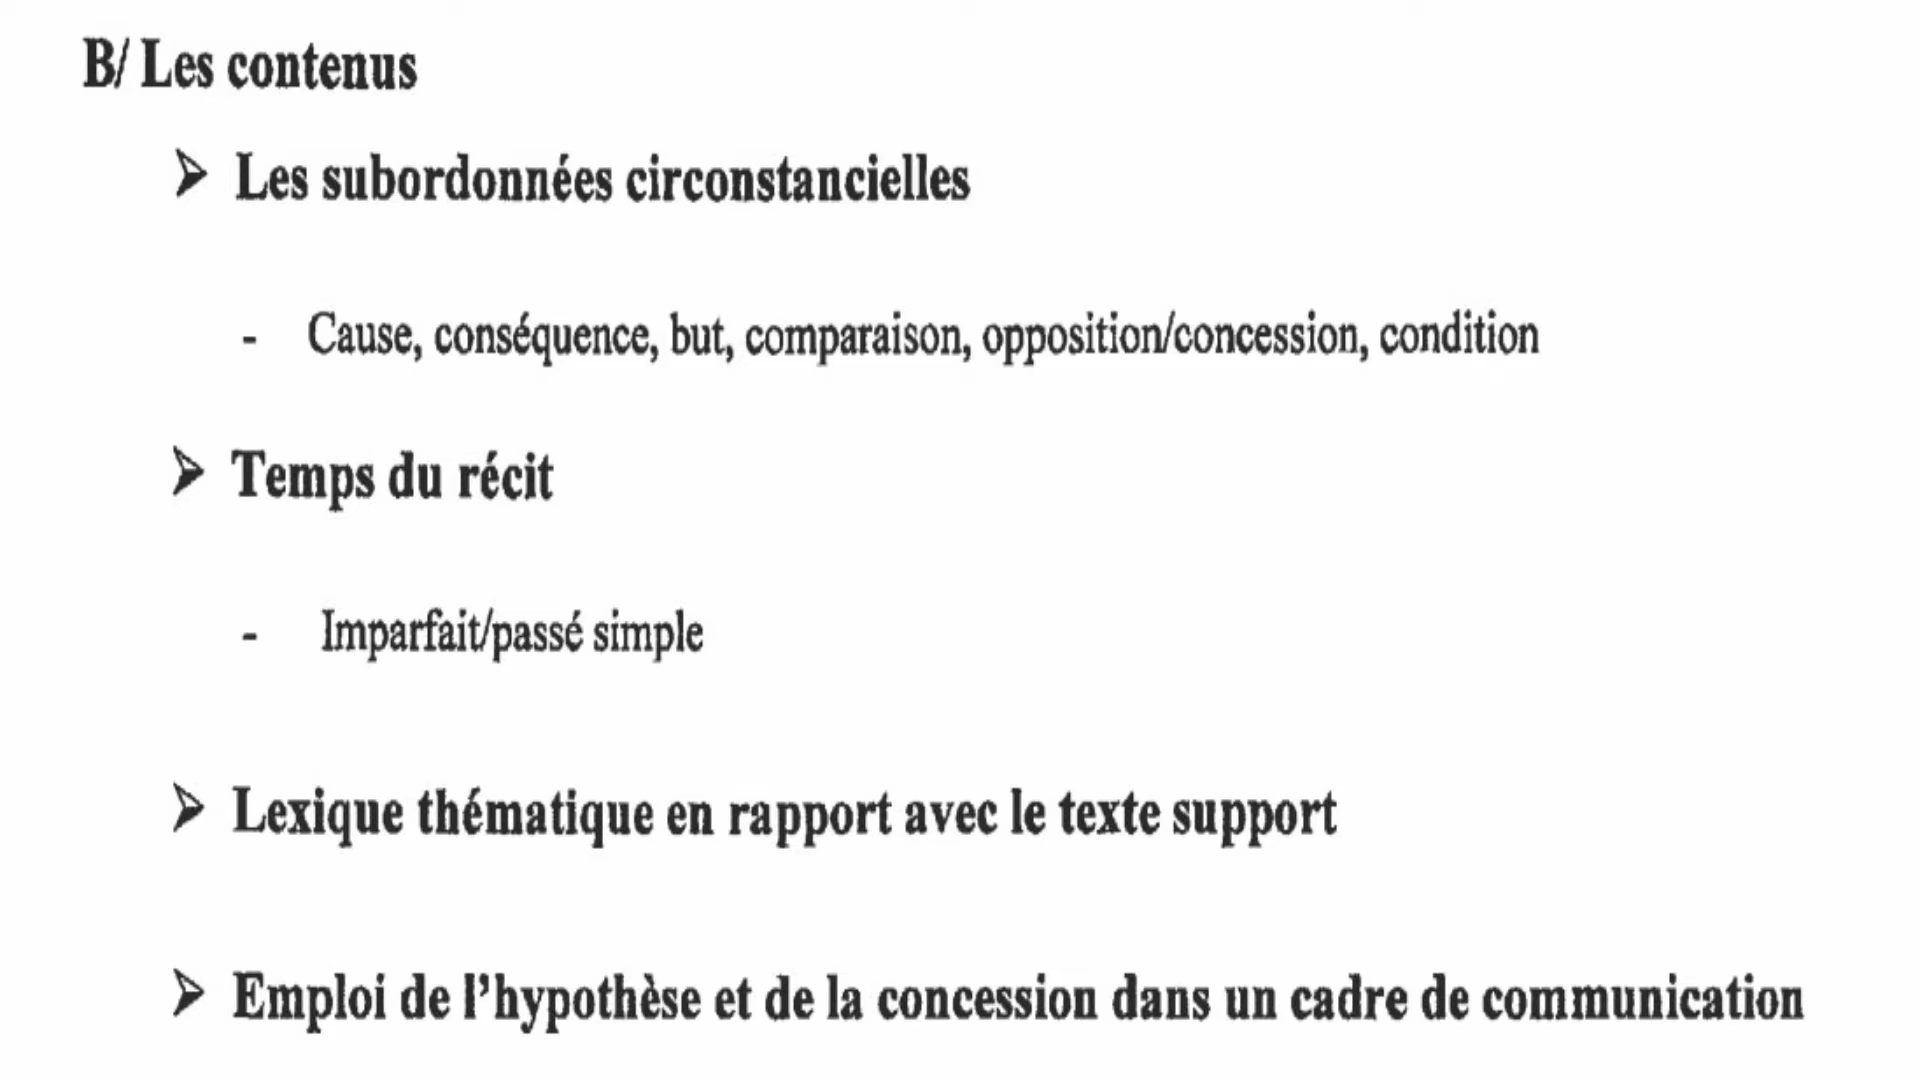 B/ Les contenus
➢ Les subordonnées circonstancielles
- Cause, conséquence, but, comparaison, opposition/concession, condition
➢ Temps du récit
- Imparfait/passé simple
➢ Lexique thématique en rapport avec le texte support
➢ Emploi de l'hypothèse et de la concession dans un cadre de communication